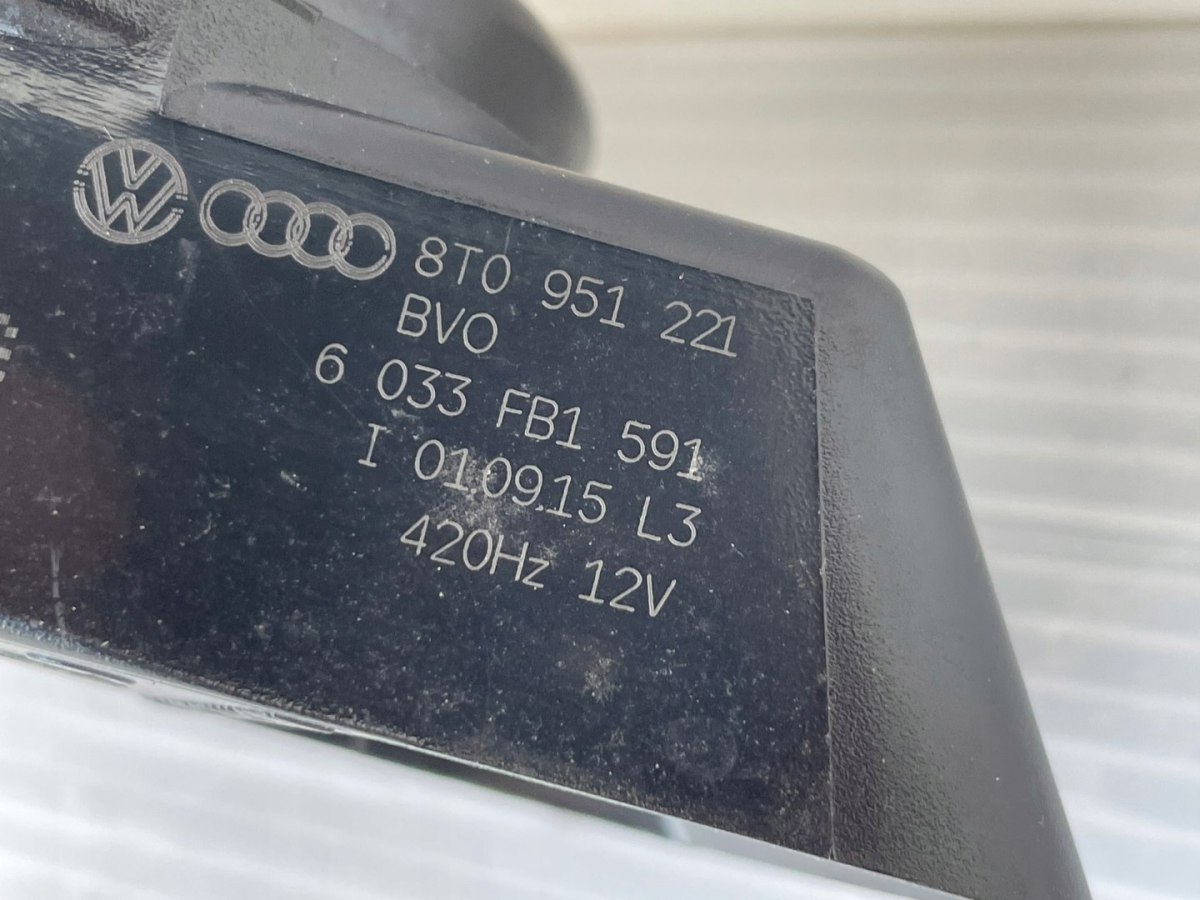 8T0 951 221
BVO
6 033 FB1 591
I 01.09.15 L3
420Hz 12V